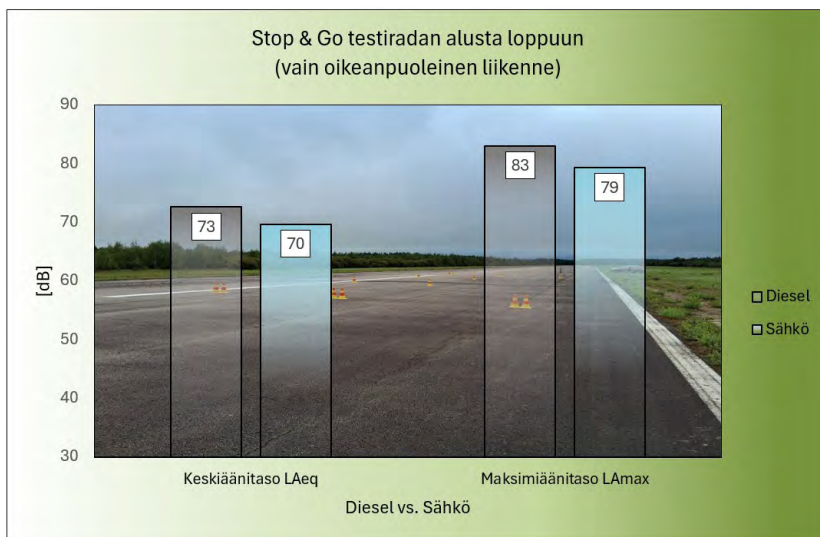 Stop & Go testiradan alusta loppuun
(vain oikeanpuoleinen liikenne)
90
80
70
60
50
40
30
[dB]
73
70
83
79
Diesel
Sähkö
Keskiäänitaso LAeq
Maksimiäänitaso LAmax
Diesel vs. Sähkö